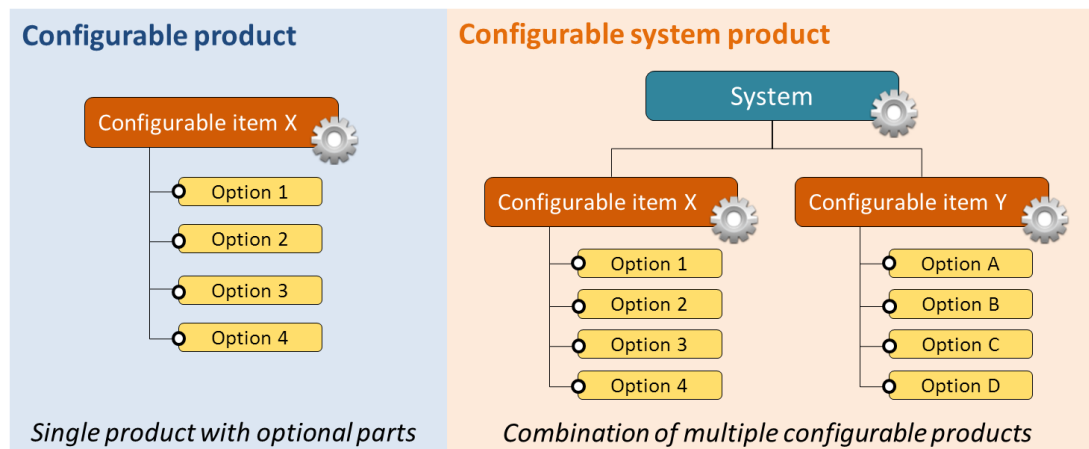 Configurable product
Configurable item X
Option 1
Option 2
Option 3
Option 4
Single product with optional parts
Configurable system product
System
Configurable item X
Option 1
Option 2
Option 3
Option 4
Configurable item Y
Option A
Option B
Option C
Option D
Combination of multiple configurable products